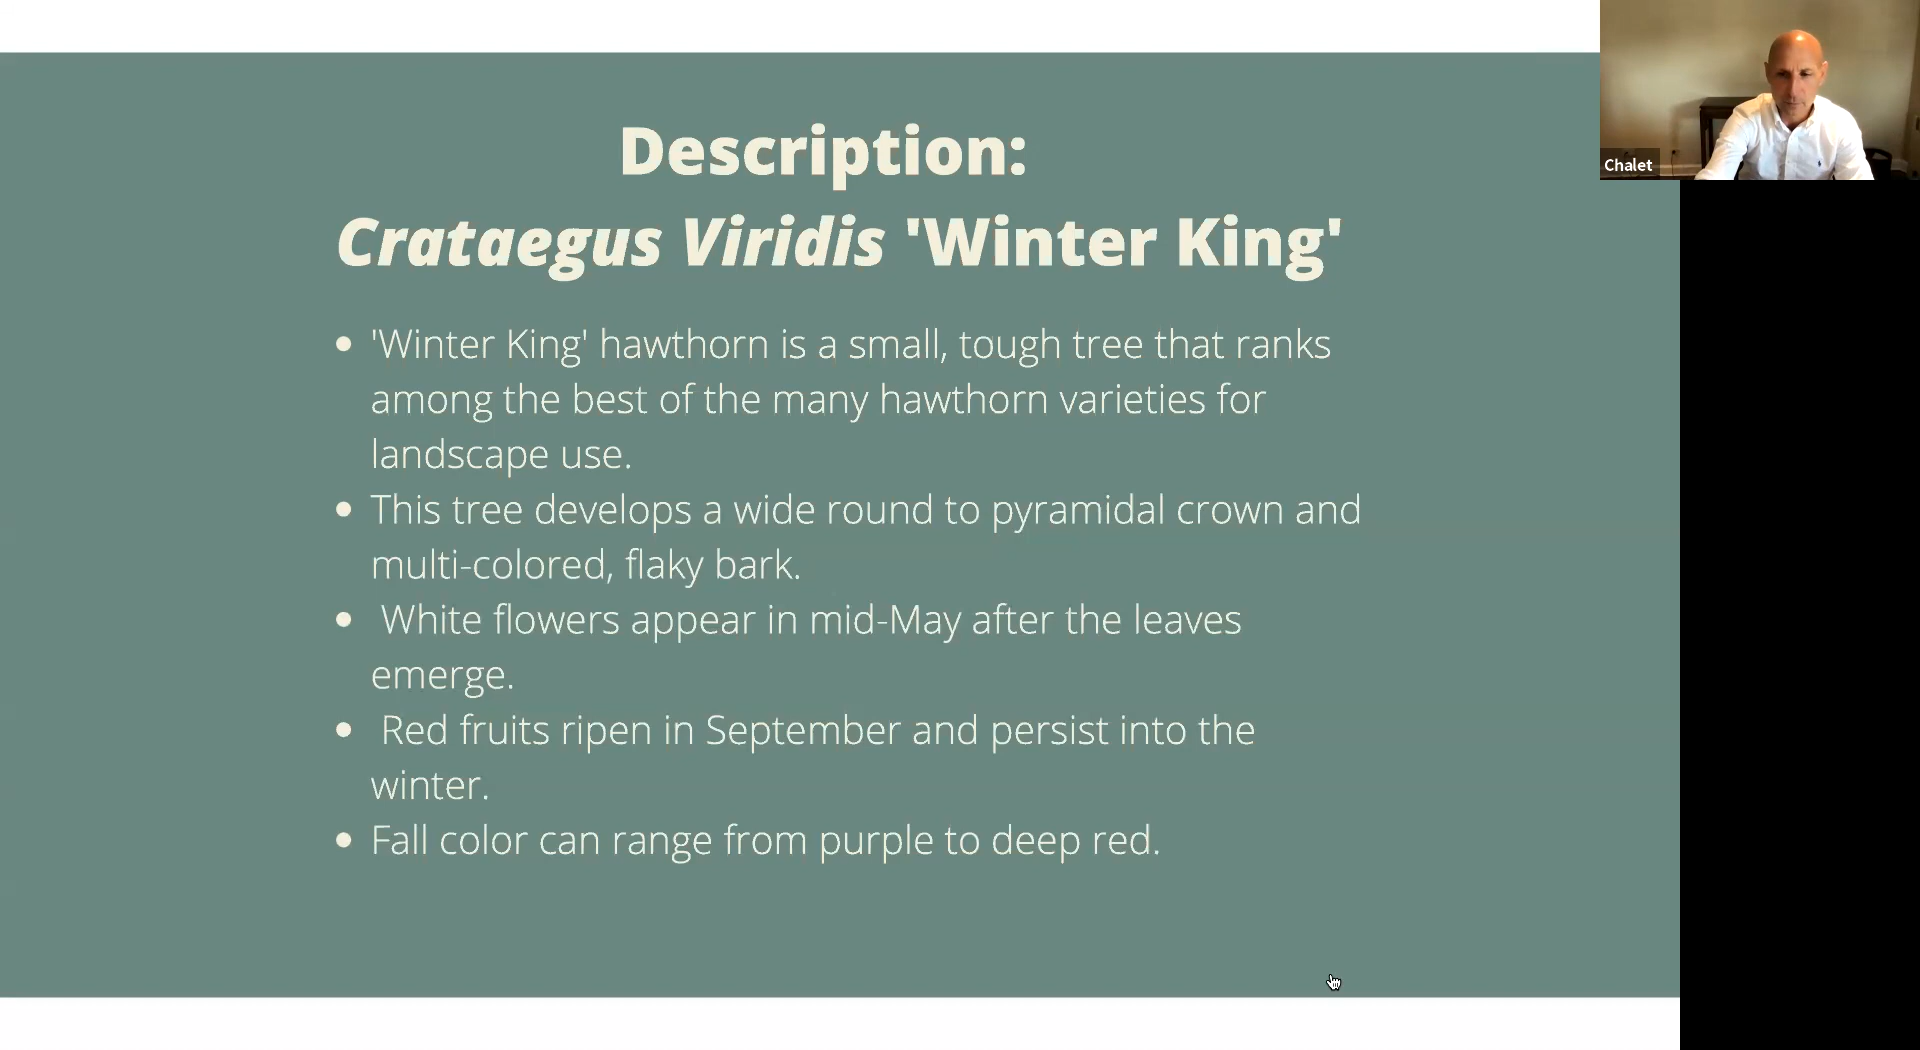 Description:
Crataegus Viridis 'Winter King'
• 'Winter King' hawthorn is a small, tough tree that ranks
among the best of the many hawthorn varieties for
landscape use.
• This tree develops a wide round to pyramidal crown and
multi-colored, flaky bark.
• White flowers appear in mid-May after the leaves
emerge.
• Red fruits ripen in September and persist into the
winter.
• Fall color can range from purple to deep red.
Chalet